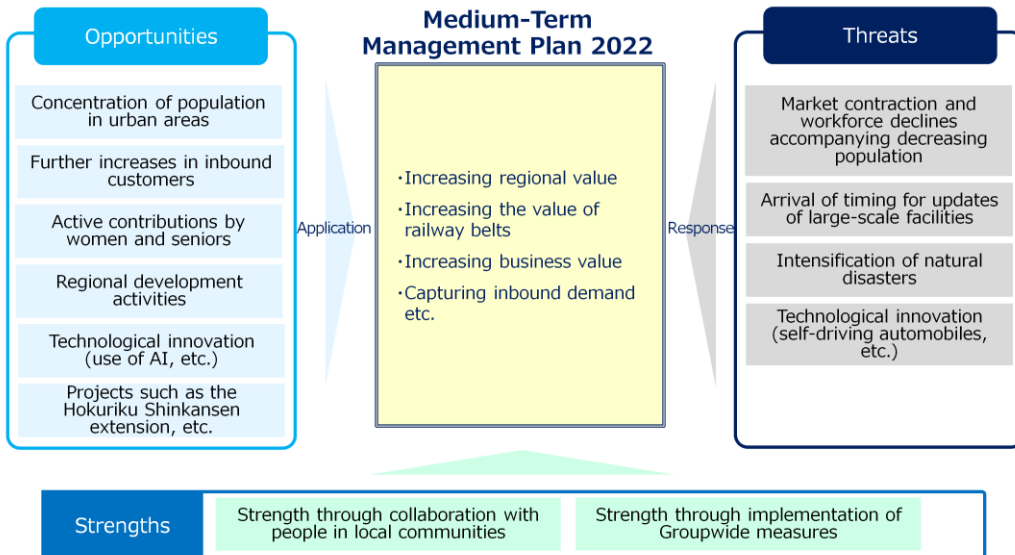 Opportunities
Concentration of population
in urban areas
Further increases in inbound
customers
Active contributions by
women and seniors
Regional development
activities
Technological innovation
(use of AI, etc.)
Projects such as the
Hokuriku Shinkansen
extension, etc.
Application
Medium-Term
Management Plan 2022
・Increasing regional value
・Increasing the value of
railway belts
・Increasing business value
・Capturing inbound demand
etc.
Response
Threats
Market contraction and
workforce declines
accompanying decreasing
population
Arrival of timing for updates
of large-scale facilities
Intensification of natural
disasters
Technological innovation
(self-driving automobiles,
etc.)
Strengths
Strength through collaboration with
people in local communities
Strength through implementation of
Groupwide measures